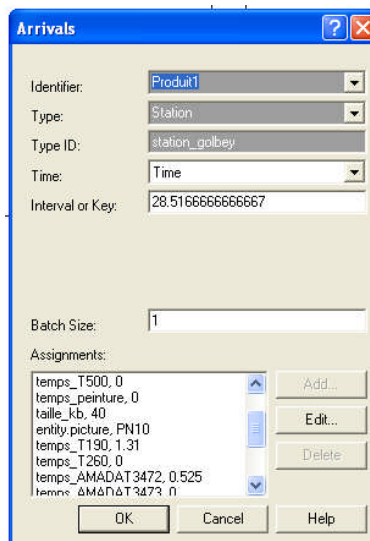 Arrivals
Identifier: Produit1
Type: Station
Type ID: station_golbey
Time: Time
Interval or Key: 28.5166666666667
Batch Size: 1
Assignments:
temps_T500, 0
temps_peinture, 0
taille_kb, 40
entity.picture, PN10
temps_T190, 1.31
temps_T260, 0
temps_AMADAT3472, 0.525
temps_AMADAT3473, 0
Add...
Edit...
Delete
OK Cancel Help